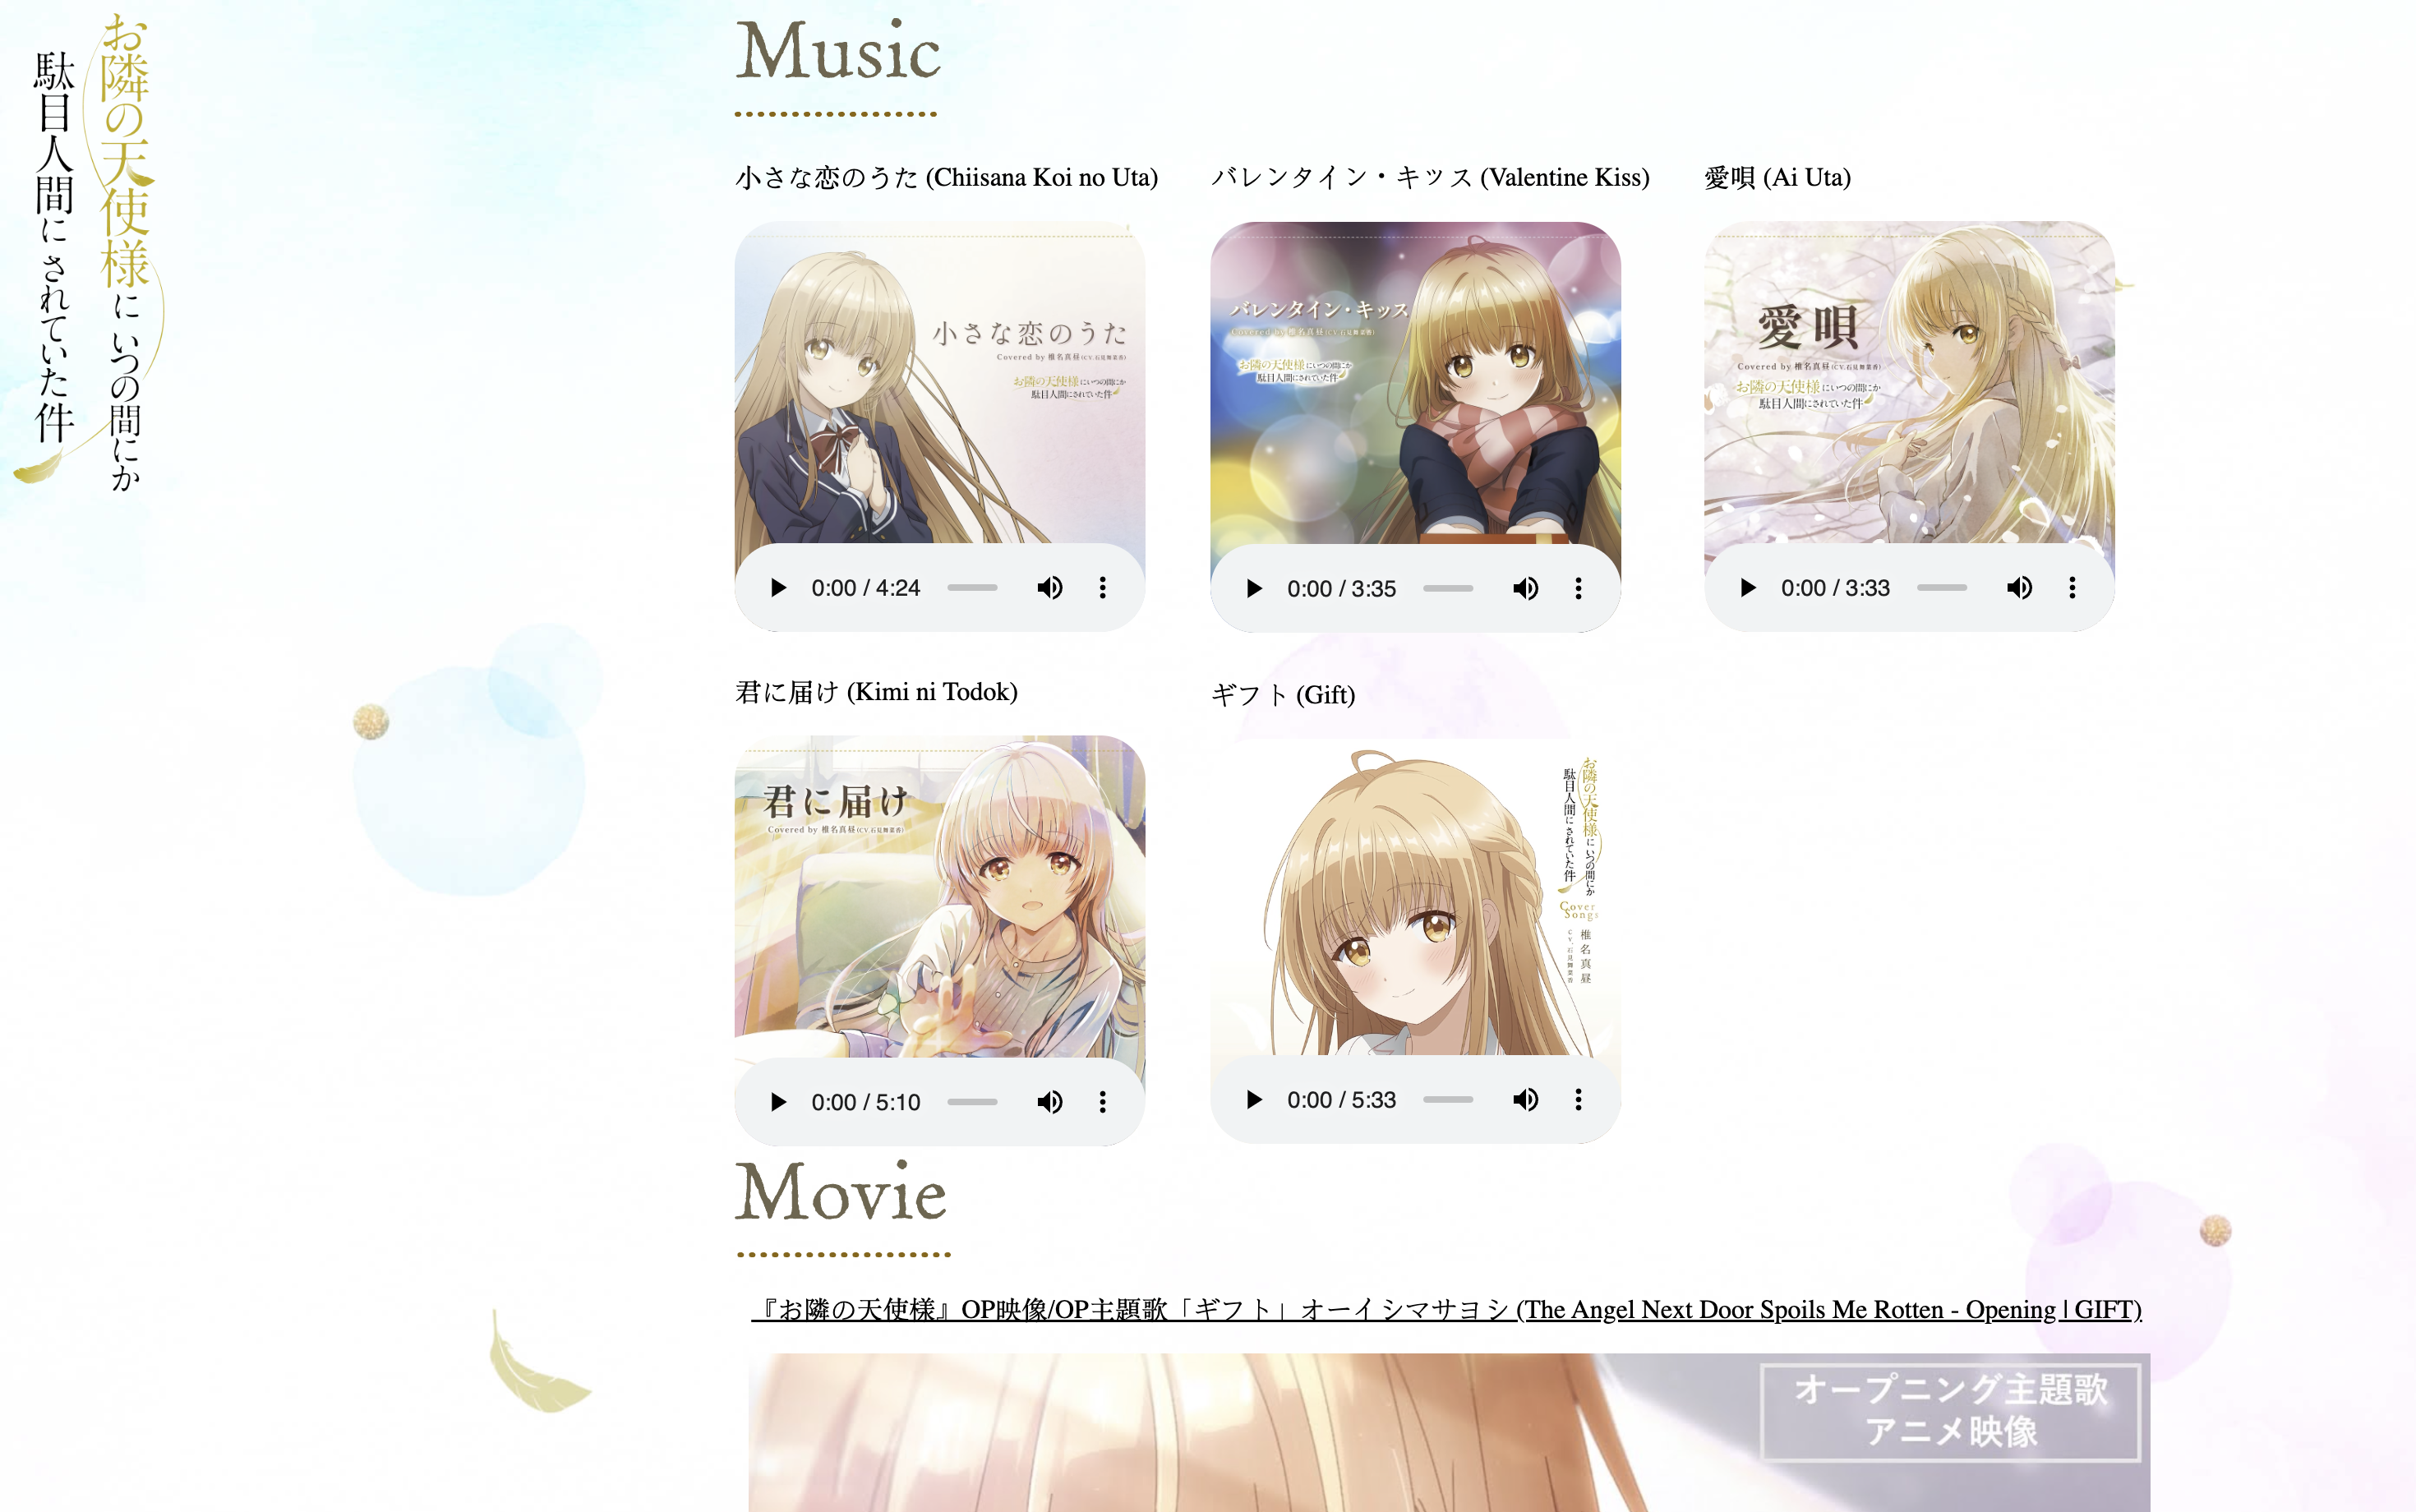 お隣の天使様にいつの間にか
駄目人間にされていた件
Music
小さな恋のうた (Chiisana Koi no Uta)
バレンタイン・キッス (Valentine Kiss)
愛唄 (Ai Uta)
小さな恋のうた
Covered by 椎名真昼(CV.石見舞菜香)
お隣の天使様にいつの間にか
駄目人間にされていた件
0:00 / 4:24
バレンタイン・キッス
Covered by 椎名真昼(CV.石見舞菜香)
お隣の天使様にいつの間にか
駄目人間にされていた件
0:00 / 3:35
愛唄
Covered by 椎名真昼(CV.石見舞菜香)
お隣の天使様にいつの間にか
駄目人間にされていた件
0:00 / 3:33
君に届け (Kimi ni Todok)
ギフト (Gift)
君に届け
Covered by 椎名真昼(CV.石見舞菜香)
0:00 / 5:10
お隣の天使様にいつの間にか
駄目人間にされていた件
Cover
Songs
椎名真昼
CV.石見舞菜香
0:00 / 5:33
Movie
『お隣の天使様』OP映像/OP主題歌「ギフト」オーイシマサヨシ (The Angel Next Door Spoils Me Rotten - Opening | GIFT)
オープニング主題歌
アニメ映像